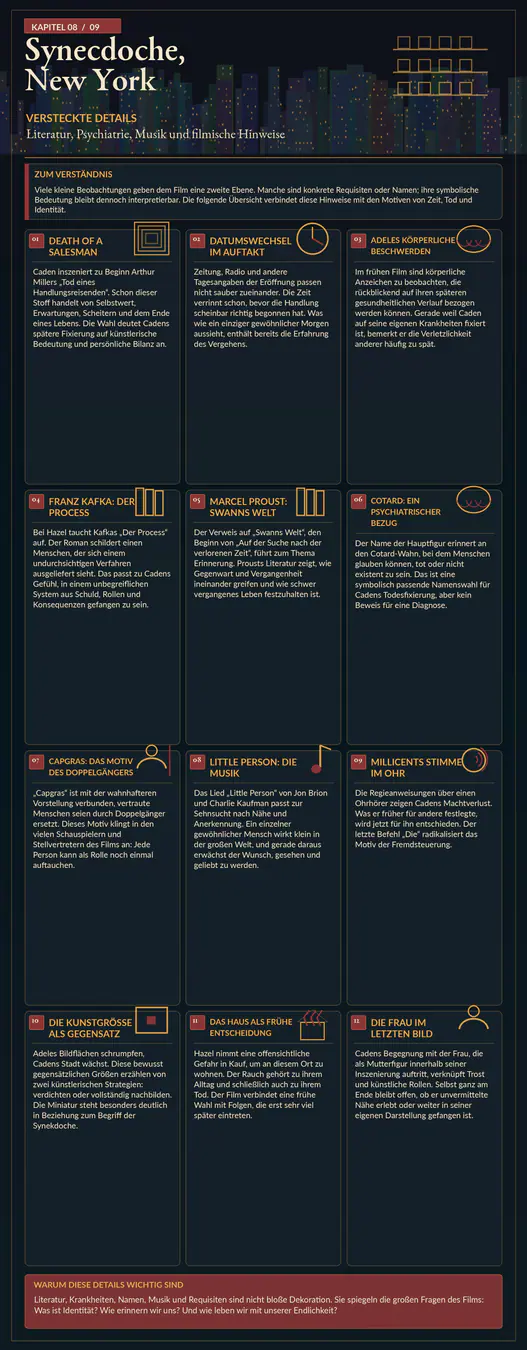 KAPITEL 08 / 09
Synecdoche,
New York
VERSTECKTE DETAILS
Literatur, Psychiatrie, Musik und filmische Hinweise
ZUM VERSTÄNDNIS
Viele kleine Beobachtungen geben dem Film eine zweite Ebene. Manche sind konkrete Requisiten oder Namen; ihre symbolische
Bedeutung bleibt dennoch interpretierbar. Die folgende Übersicht verbindet diese Hinweise mit den Motiven von Zeit, Tod und
Identität.
01 DEATH OF A
SALESMAN
Caden inszeniert zu Beginn Arthur
Millers „Tod eines
Handlungsreisenden“. Schon dieser
Stoff handelt von Selbstwert,
Erwartungen, Scheitern und dem Ende
eines Lebens. Die Wahl deutet Cadens
spätere Fixierung auf künstlerische
Bedeutung und persönliche Bilanz an.
02 DATUMSWECHSEL
IM AUFTAKT
Zeitung, Radio und andere
Tagesangaben der Eröffnung passen
nicht sauber zueinander. Die Zeit
verrinnt schon, bevor die Handlung
scheinbar richtig begonnen hat. Was
wie ein einziger gewöhnlicher Morgen
aussieht, enthält bereits die Erfahrung
des Vergehens.
03 ADELES KÖRPERLICHE
BESCHWERDEN
Im frühen Film sind körperliche
Anzeichen zu beobachten, die
rückblickend auf ihren späteren
gesundheitlichen Verlauf bezogen
werden können. Gerade weil Caden
auf seine eigenen Krankheiten fixiert
ist, bemerkt er die Verletzlichkeit
anderer häufig zu spät.
04 FRANZ KAFKA: DER
PROCESS
Bei Hazel taucht Kafkas „Der Process“
auf. Der Roman schildert einen
Menschen, der sich einem
undurchsichtigen Verfahren
ausgeliefert sieht. Das passt zu Cadens
Gefühl, in einem unbegreiflichen
System aus Schuld, Rollen und
Konsequenzen gefangen zu sein.
05 MARCEL PROUST:
SWANNS WELT
Der Verweis auf „Swanns Welt“, den
Beginn von „Auf der Suche nach der
verlorenen Zeit“, führt zum Thema
Erinnerung. Prousts Literatur zeigt, wie
Gegenwart und Vergangenheit
ineinander greifen und wie schwer
vergangenes Leben festzuhalten ist.
06 COTARD: EIN
PSYCHIATRISCHER
BEZUG
Der Name der Hauptfigur erinnert an
den Cotard-Wahn, bei dem Menschen
glauben können, tot oder nicht
existent zu sein. Das ist eine
symbolisch passende Namenswahl für
Cadens Todesfixierung, aber kein
Beweis für eine Diagnose.
07 CAPGRAS: DAS MOTIV
DES DOPPELGÄNGERS
„Capgras“ ist mit der wahnhafteren
Vorstellung verbunden, vertraute
Menschen seien durch Doppelgänger
ersetzt. Dieses Motiv klingt in den
vielen Schauspielern und
Stellvertretern des Films an: Jede
Person kann als Rolle noch einmal
auftauchen.
08 LITTLE PERSON: DIE
MUSIK
Das Lied „Little Person“ von Jon Brion
und Charlie Kaufman passt zur
Sehnsucht nach Nähe und
Anerkennung. Ein einzelner
gewöhnlicher Mensch wirkt klein in
der großen Welt, und gerade daraus
erwächst der Wunsch, gesehen und
geliebt zu werden.
09 MILLICENTS STIMME
IM OHR
Die Regieanweisungen über einen
Ohrhörer zeigen Cadens Machtverlust.
Was er früher für andere festlegte,
wird jetzt für ihn entschieden. Der
letzte Befehl „Die“ radikalisiert das
Motiv der Fremdsteuerung.
10 DIE KUNSTGRÖSSE
ALS GEGENSATZ
Adeles Bildflächen schrumpfen,
Cadens Stadt wächst. Diese bewusst
gegensätzlichen Größen erzählen von
zwei künstlerischen Strategien:
verdichten oder vollständig nachbilden.
Die Miniatur steht besonders deutlich
in Beziehung zum Begriff der
Synekdoche.
11 DAS HAUS ALS FRÜHE
ENTSCHEIDUNG
Hazel nimmt eine offensichtliche
Gefahr in Kauf, um an diesem Ort zu
wohnen. Der Rauch gehört zu ihrem
Alltag und schließlich auch zu ihrem
Tod. Der Film verbindet eine frühe
Wahl mit Folgen, die erst sehr viel
später eintreten.
12 DIE FRAU IM
LETZTEN BILD
Cadens Begegnung mit der Frau, die
als Mutterfigur innerhalb seiner
Inszenierung auftritt, verknüpft Trost
und künstliche Rollen. Selbst ganz am
Ende bleibt offen, ob er unvermittelte
Nähe erlebt oder weiter in seiner
eigenen Darstellung gefangen ist.
WARUM DIESE DETAILS WICHTIG SIND
Literatur, Krankheiten, Namen, Musik und Requisiten sind nicht bloße Dekoration. Sie spiegeln die großen Fragen des Films:
Was ist Identität? Wie erinnern wir uns? Und wie leben wir mit unserer Endlichkeit?